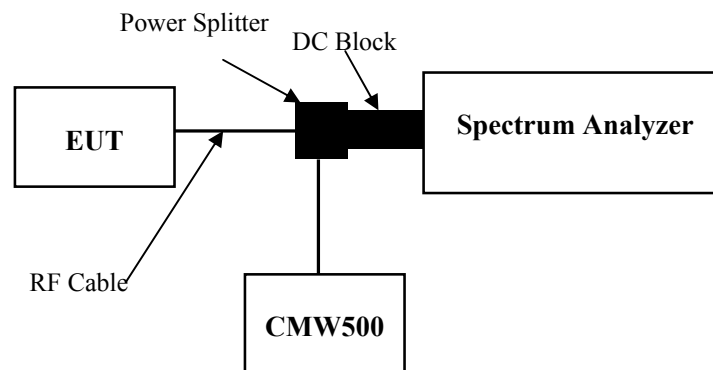 Power Splitter
DC Block
EUT
Spectrum Analyzer
RF Cable
CMW500